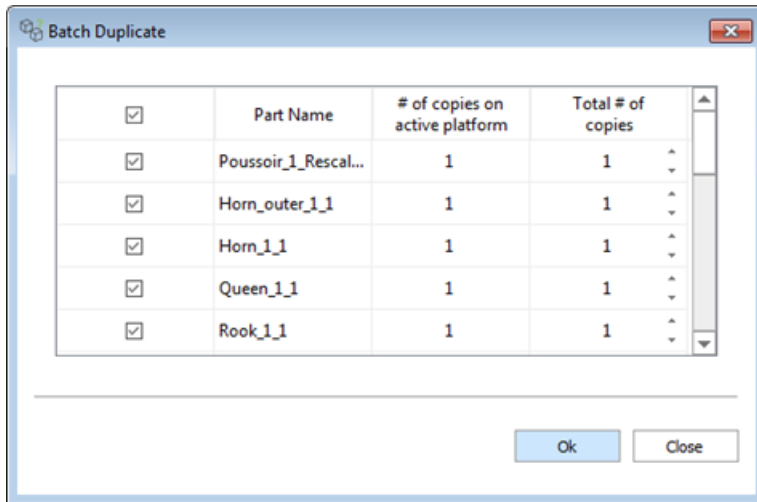 Batch Duplicate
Part Name # of copies on active platform Total # of copies
Poussoir_1_Rescal... 1 1
Horn_outer_1_1 1 1
Horn_1_1 1 1
Queen_1_1 1 1
Rook_1_1 1 1
Ok Close